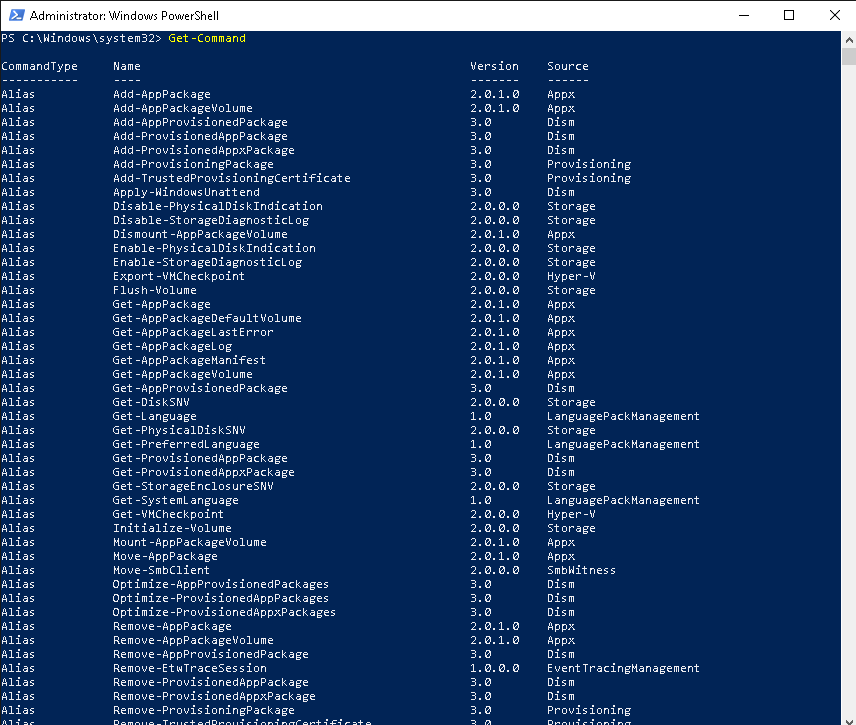 Administrator: Windows PowerShell
PS C:\Windows\system32> Get-Command
CommandType Name Version Source
----------- ---- ------- ------
Alias Add-AppPackage 2.0.1.0 Appx
Alias Add-AppPackageVolume 2.0.1.0 Appx
Alias Add-AppProvisionedPackage 3.0 Dism
Alias Add-ProvisionedAppPackage 3.0 Dism
Alias Add-ProvisionedAppxPackage 3.0 Dism
Alias Add-ProvisioningPackage 3.0 Provisioning
Alias Add-TrustedProvisioningCertificate 3.0 Provisioning
Alias Apply-WindowsUnattend 3.0 Dism
Alias Disable-PhysicalDiskIndication 2.0.0.0 Storage
Alias Disable-StorageDiagnosticLog 2.0.0.0 Storage
Alias Dismount-AppPackageVolume 2.0.1.0 Appx
Alias Enable-PhysicalDiskIndication 2.0.0.0 Storage
Alias Enable-StorageDiagnosticLog 2.0.0.0 Storage
Alias Export-VMCheckpoint 2.0.0.0 Hyper-V
Alias Flush-Volume 2.0.0.0 Storage
Alias Get-AppPackage 2.0.1.0 Appx
Alias Get-AppPackageDefaultVolume 2.0.1.0 Appx
Alias Get-AppPackageLastError 2.0.1.0 Appx
Alias Get-AppPackageLog 2.0.1.0 Appx
Alias Get-AppPackageManifest 2.0.1.0 Appx
Alias Get-AppPackageVolume 2.0.1.0 Appx
Alias Get-AppProvisionedPackage 3.0 Dism
Alias Get-DiskSNV 2.0.0.0 Storage
Alias Get-Language 1.0 LanguagePackManagement
Alias Get-PhysicalDiskSNV 2.0.0.0 Storage
Alias Get-PreferredLanguage 1.0 LanguagePackManagement
Alias Get-ProvisionedAppPackage 3.0 Dism
Alias Get-ProvisionedAppxPackage 3.0 Dism
Alias Get-StorageEnclosureSNV 2.0.0.0 Storage
Alias Get-SystemLanguage 1.0 LanguagePackManagement
Alias Get-VMCheckpoint 2.0.0.0 Hyper-V
Alias Initialize-Volume 2.0.0.0 Storage
Alias Mount-AppPackageVolume 2.0.1.0 Appx
Alias Move-AppPackage 2.0.1.0 Appx
Alias Move-SmbClient 2.0.0.0 SmbWitness
Alias Optimize-AppProvisionedPackages 3.0 Dism
Alias Optimize-ProvisionedAppPackages 3.0 Dism
Alias Optimize-ProvisionedAppxPackages 3.0 Dism
Alias Remove-AppPackage 2.0.1.0 Appx
Alias Remove-AppPackageVolume 2.0.1.0 Appx
Alias Remove-AppProvisionedPackage 3.0 Dism
Alias Remove-EtwTraceSession 1.0.0.0 EventTracingManagement
Alias Remove-ProvisionedAppPackage 3.0 Dism
Alias Remove-ProvisionedAppxPackage 3.0 Dism
Alias Remove-ProvisioningPackage 3.0 Provisioning
Alias Remove-TrustedProvisioningCertificate 3.0 Provisioning